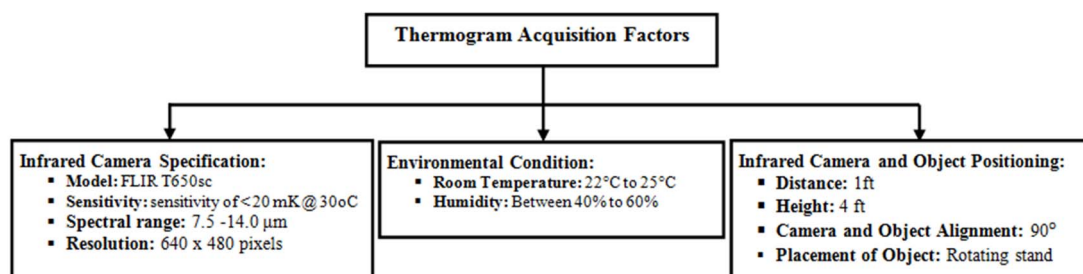 Thermogram Acquisition Factors
Infrared Camera Specification:
▪ Model: FLIR T650sc
▪ Sensitivity: sensitivity of <20 mK@30oC
▪ Spectral range: 7.5 -14.0 μm
▪ Resolution: 640 x 480 pixels
Environmental Condition:
▪ Room Temperature: 22°C to 25°C
▪ Humidity: Between 40% to 60%
Infrared Camera and Object Positioning:
▪ Distance: 1ft
▪ Height: 4 ft
▪ Camera and Object Alignment: 90°
▪ Placement of Object: Rotating stand